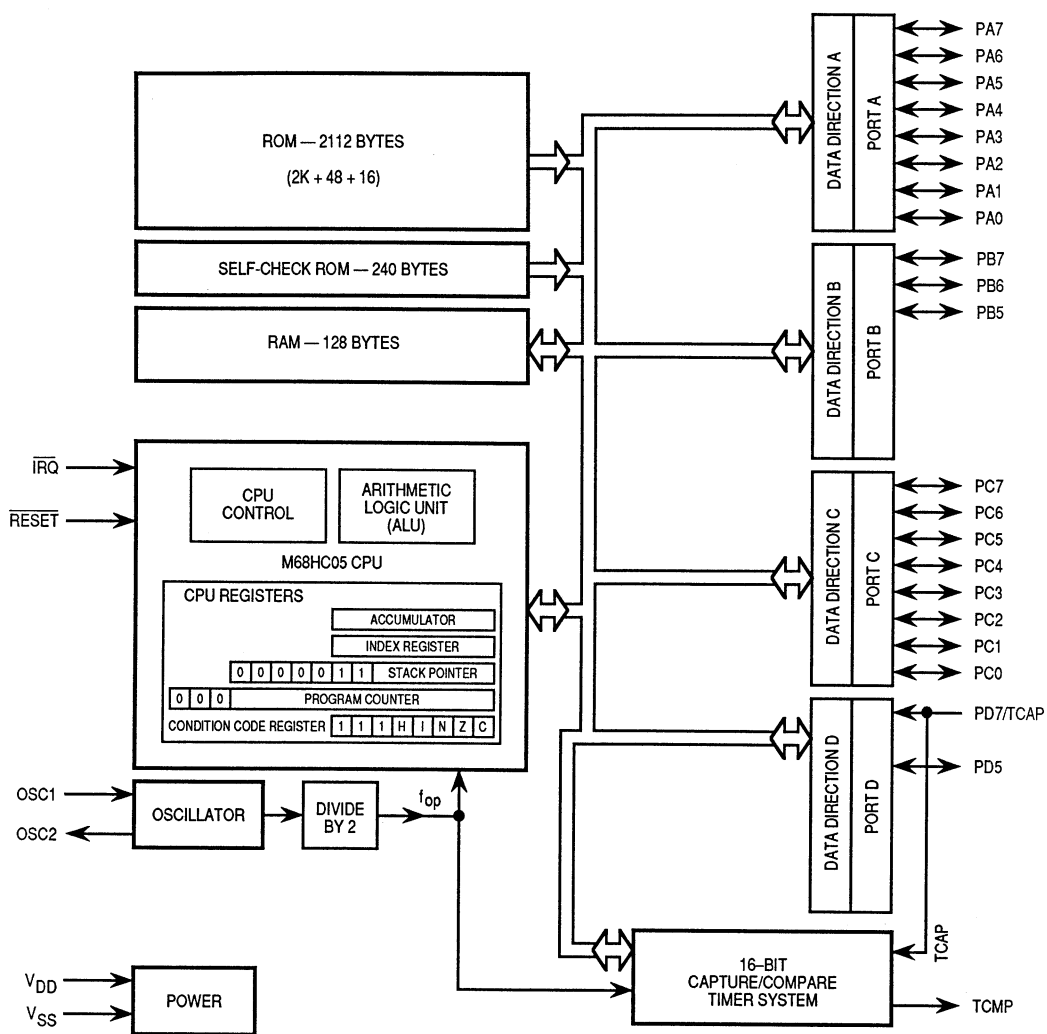 ROM — 2112 BYTES
(2K + 48 + 16)
SELF-CHECK ROM — 240 BYTES
RAM — 128 BYTES
IRQ
RESET
CPU
CONTROL
ARITHMETIC
LOGIC UNIT
(ALU)
M68HC05 CPU
CPU REGISTERS
ACCUMULATOR
INDEX REGISTER
0 0 0 0 0 1 1 STACK POINTER
0 0 0 PROGRAM COUNTER
CONDITION CODE REGISTER 1 1 1 H I N Z C
OSC1
OSC2
OSCILLATOR
DIVIDE
BY 2
fop
VDD
VSS
POWER
DATA DIRECTION A
PORT A
PA7
PA6
PA5
PA4
PA3
PA2
PA1
PA0
DATA DIRECTION B
PORT B
PB7
PB6
PB5
DATA DIRECTION C
PORT C
PC7
PC6
PC5
PC4
PC3
PC2
PC1
PC0
DATA DIRECTION D
PORT D
PD7/TCAP
PD5
TCAP
16–BIT
CAPTURE/COMPARE
TIMER SYSTEM
TCMP